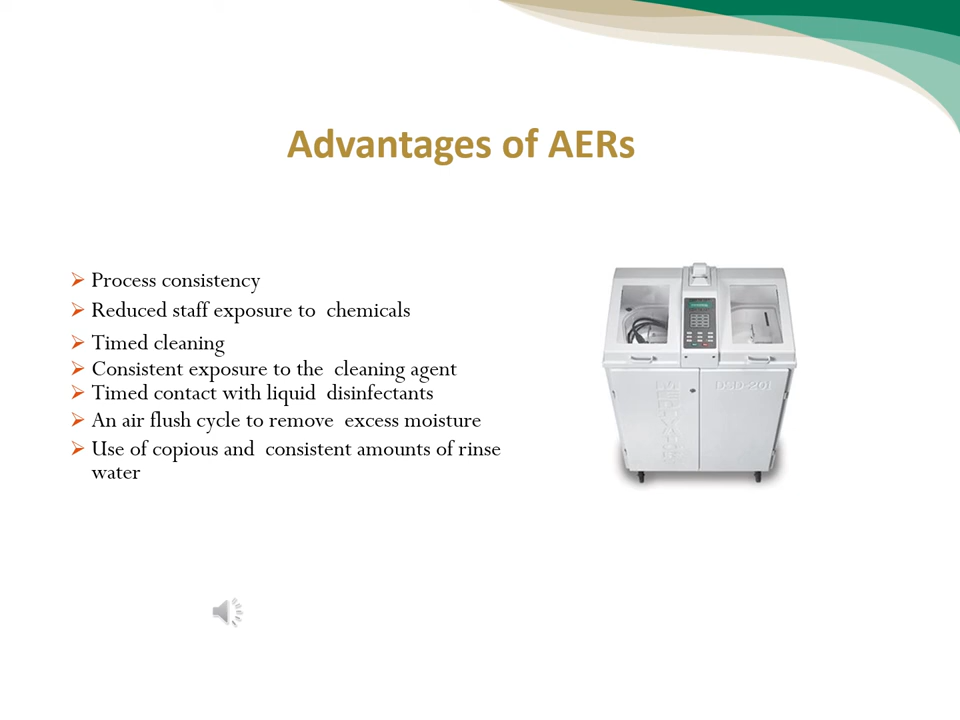 Advantages of AERs
Process consistency
Reduced staff exposure to chemicals
Timed cleaning
Consistent exposure to the cleaning agent
Timed contact with liquid disinfectants
An air flush cycle to remove excess moisture
Use of copious and consistent amounts of rinse
water
DSD-201